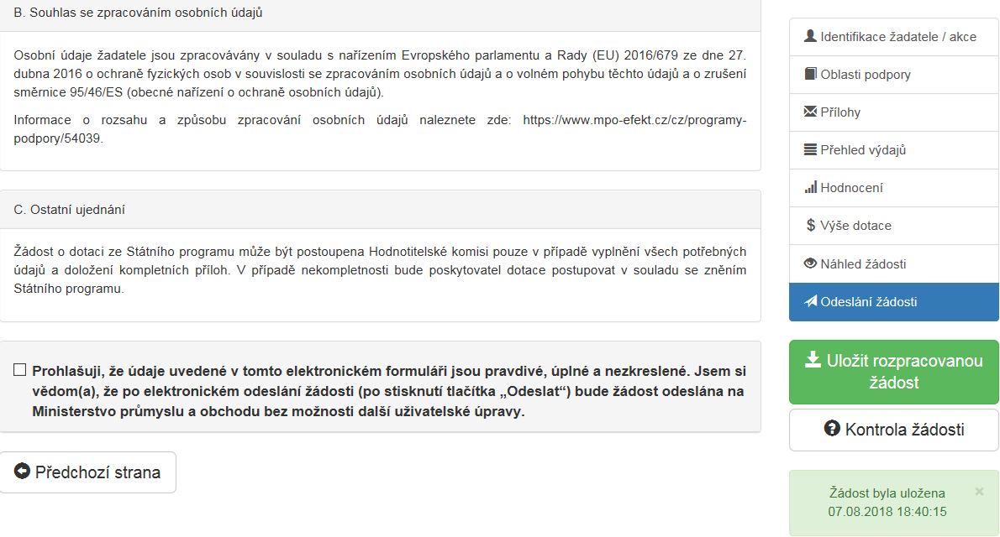 B. Souhlas se zpracováním osobních údajů
Osobní údaje žadatele jsou zpracovávány v souladu s nařízením Evropského parlamentu a Rady (EU) 2016/679 ze dne 27.
dubna 2016 o ochraně fyzických osob v souvislosti se zpracováním osobních údajů a o volném pohybu těchto údajů a o zrušení
směrnice 95/46/ES (obecné nařízení o ochraně osobních údajů).
Informace o rozsahu a způsobu zpracování osobních údajů naleznete zde: https://www.mpo-efekt.cz/cz/programy-
podpory/54039.
C. Ostatní ujednání
Žádost o dotaci ze Státního programu může být postoupena Hodnotitelské komisi pouze v případě vyplnění všech potřebných
údajů a doložení kompletních příloh. V případě nekompletnosti bude poskytovatel dotace postupovat v souladu se zněním
Státního programu.
Prohlašuji, že údaje uvedené v tomto elektronickém formuláři jsou pravdivé, úplné a nezkreslené. Jsem si
vědom(a), že po elektronickém odeslání žádosti (po stisknutí tlačítka „Odeslat“) bude žádost odeslána na
Ministerstvo průmyslu a obchodu bez možnosti další uživatelské úpravy.
Předchozí strana
Identifikace žadatele / akce
Oblasti podpory
Přílohy
Přehled výdajů
Hodnocení
$ Výše dotace
Náhled žádosti
Odeslání žádosti
Uložit rozpracovanou
žádost
Kontrola žádosti
Žádost byla uložena ×
07.08.2018 18:40:15